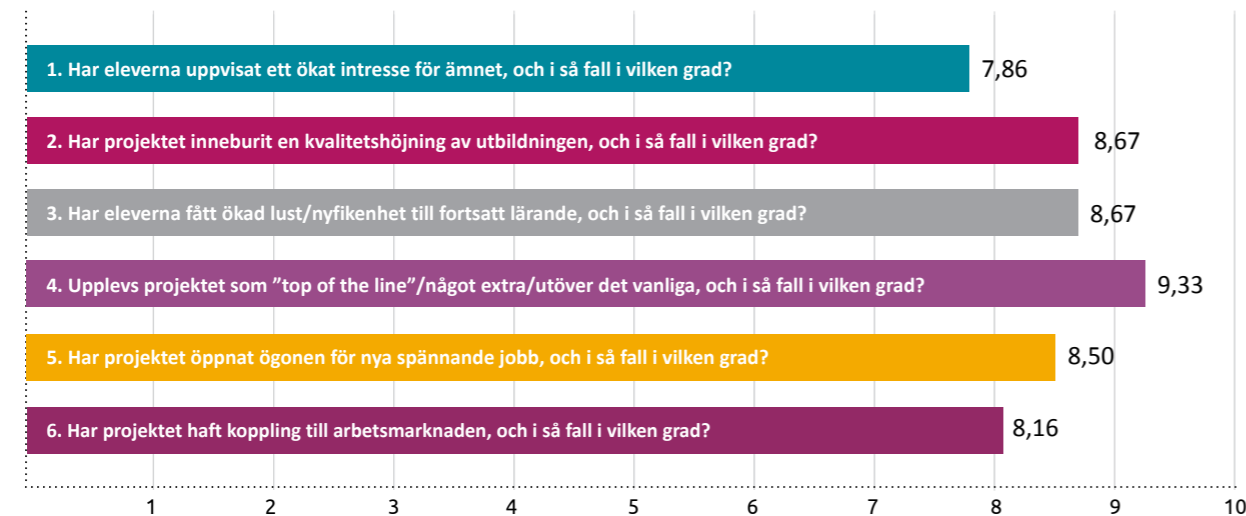 1. Har eleverna uppvisat ett ökat intresse för ämnet, och i så fall i vilken grad? 7,86
2. Har projektet inneburit en kvalitetshöjning av utbildningen, och i så fall i vilken grad? 8,67
3. Har eleverna fått ökad lust/nyfikenhet till fortsatt lärande, och i så fall i vilken grad? 8,67
4. Upplevs projektet som ”top of the line”/något extra/utöver det vanliga, och i så fall i vilken grad? 9,33
5. Har projektet öppnat ögonen för nya spännande jobb, och i så fall i vilken grad? 8,50
6. Har projektet haft koppling till arbetsmarknaden, och i så fall i vilken grad? 8,16
1 2 3 4 5 6 7 8 9 10